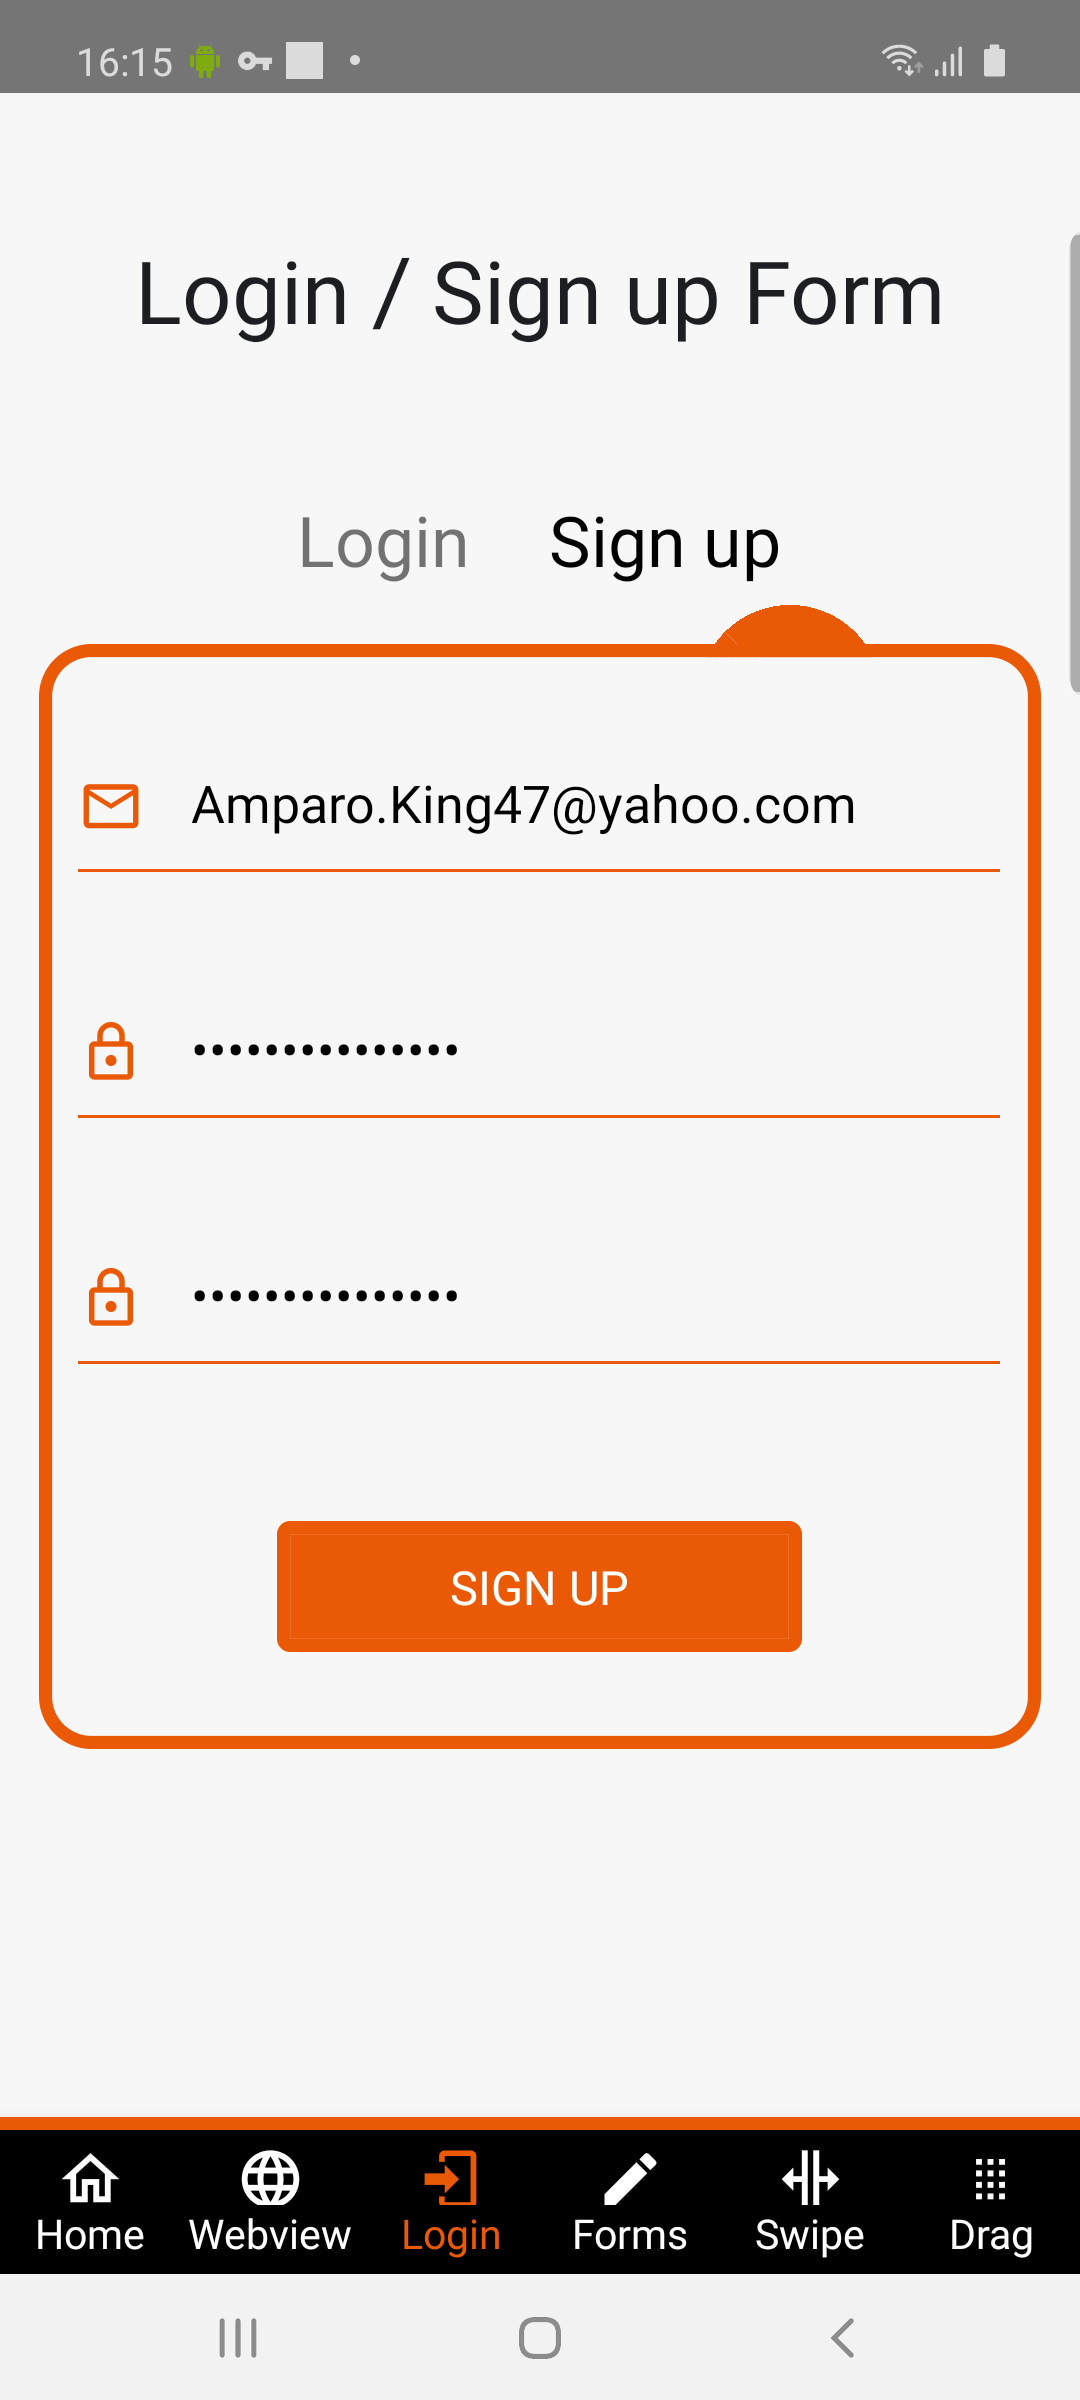 16:15
Login / Sign up Form
Login Sign up
Amparo.King47@yahoo.com
•••••••••••••••
•••••••••••••••
SIGN UP
Home Webview Login Forms Swipe Drag